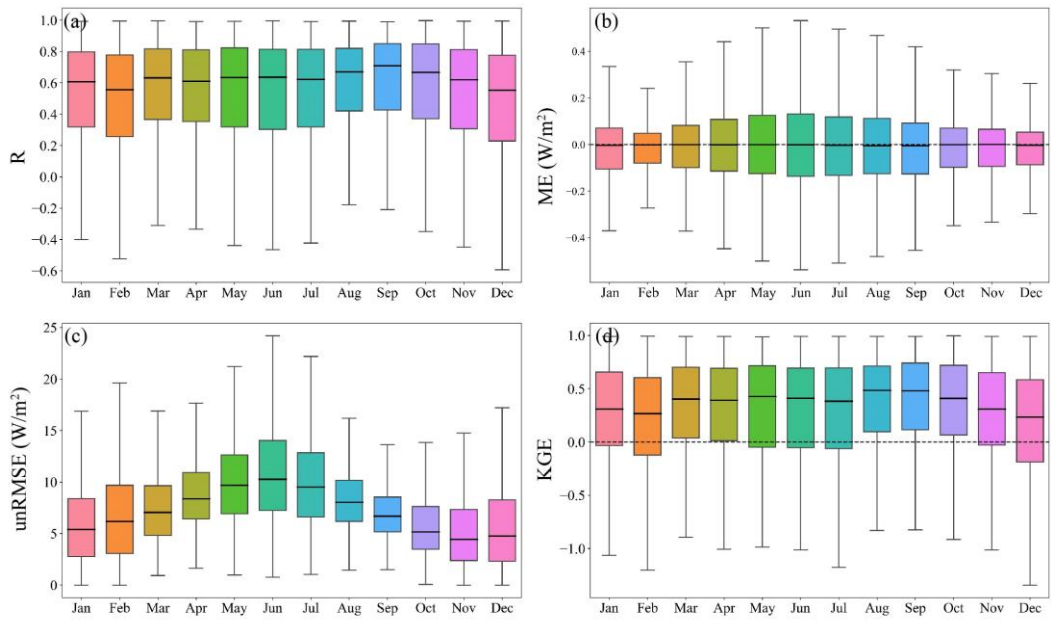 (a)
R
1.0
0.8
0.6
0.4
0.2
0.0
−0.2
−0.4
−0.6
Jan Feb Mar Apr May Jun Jul Aug Sep Oct Nov Dec
(b)
ME (W/m²)
0.4
0.2
0.0
−0.2
−0.4
Jan Feb Mar Apr May Jun Jul Aug Sep Oct Nov Dec
(c)
unRMSE (W/m²)
25
20
15
10
5
0
Jan Feb Mar Apr May Jun Jul Aug Sep Oct Nov Dec
(d)
KGE
1.0
0.5
0.0
−0.5
−1.0
Jan Feb Mar Apr May Jun Jul Aug Sep Oct Nov Dec